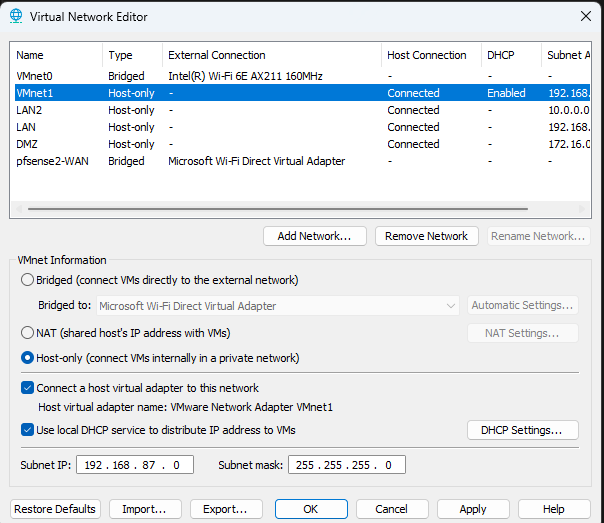 Virtual Network Editor
Name Type External Connection Host Connection DHCP Subnet A
VMnet0 Bridged Intel(R) Wi-Fi 6E AX211 160MHz - -
VMnet1 Host-only - Connected Enabled 192.168.
LAN2 Host-only - Connected - 10.0.0.0
LAN Host-only - Connected - 192.168.
DMZ Host-only - Connected - 172.16.0
pfsense2-WAN Bridged Microsoft Wi-Fi Direct Virtual Adapter - - -
Add Network... Remove Network Rename Network...
VMnet Information
Bridged (connect VMs directly to the external network)
Bridged to: Microsoft Wi-Fi Direct Virtual Adapter Automatic Settings...
NAT (shared host's IP address with VMs) NAT Settings...
Host-only (connect VMs internally in a private network)
Connect a host virtual adapter to this network
Host virtual adapter name: VMware Network Adapter VMnet1
Use local DHCP service to distribute IP address to VMs DHCP Settings...
Subnet IP: 192 . 168 . 87 . 0 Subnet mask: 255 . 255 . 255 . 0
Restore Defaults Import... Export... OK Cancel Apply Help